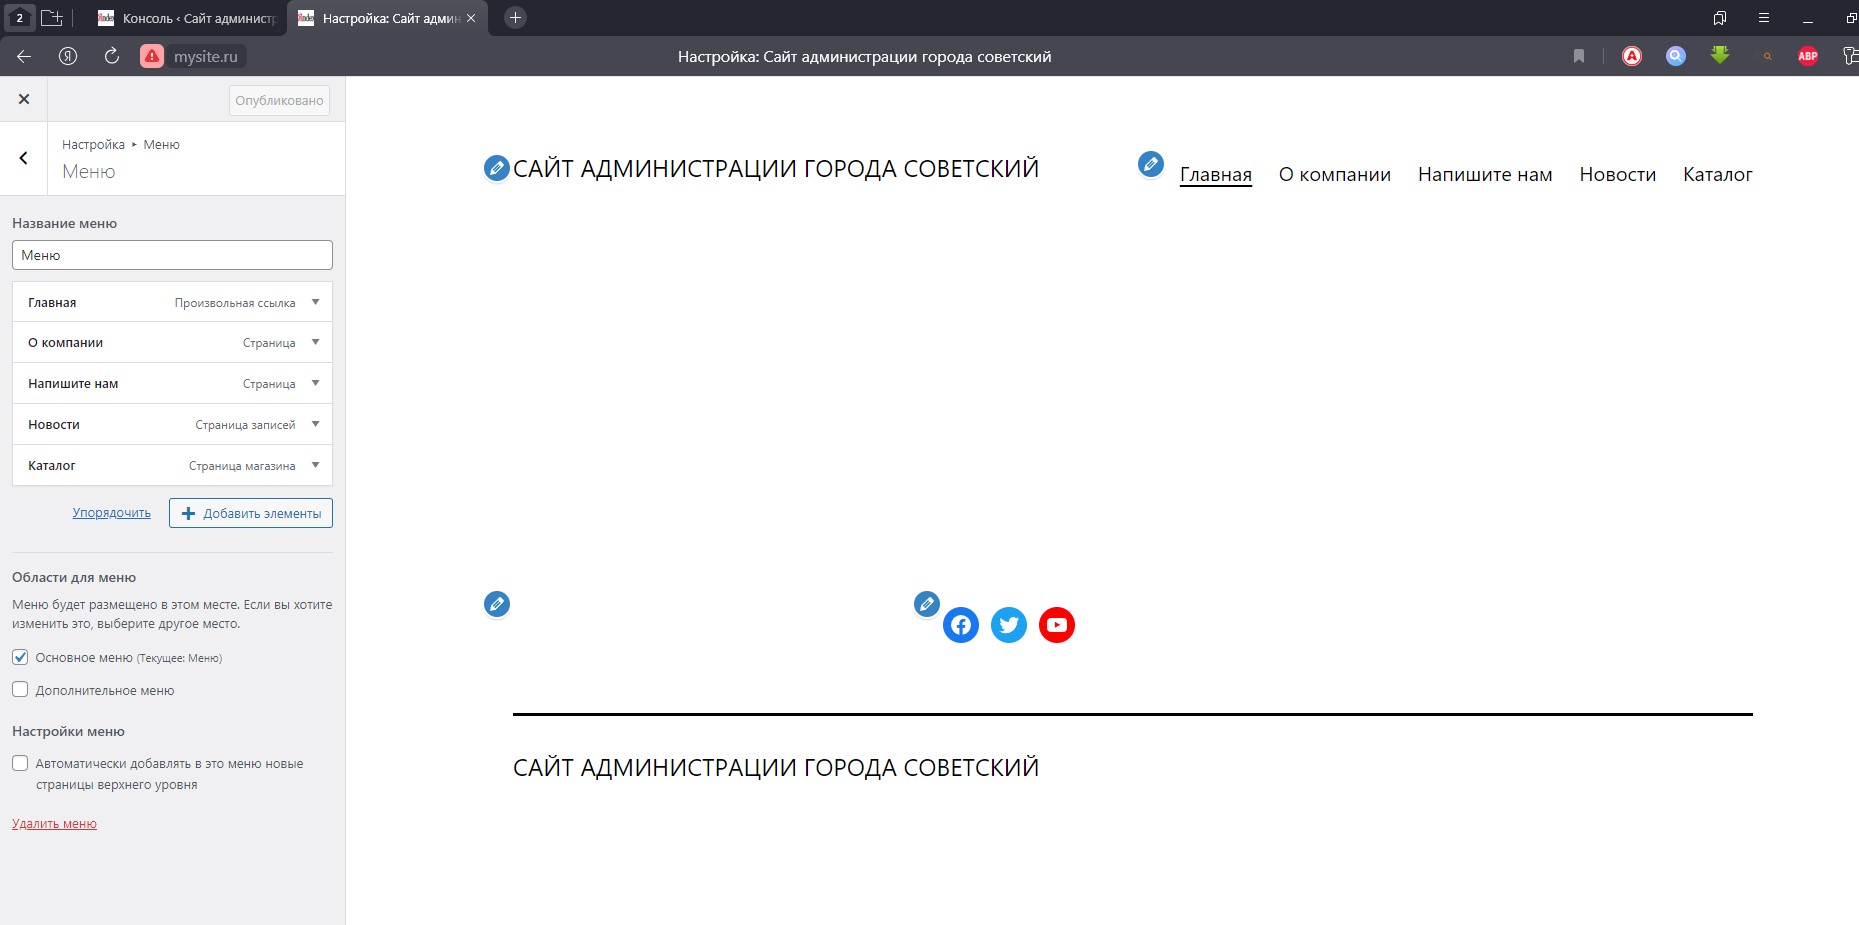 2
Консоль ‹ Сайт администр
Настройка: Сайт админ
mysite.ru
Настройка: Сайт администрации города советский
ABP
Опубликовано
Настройка ▸ Меню
Меню
Название меню
Меню
Главная Произвольная ссылка
О компании Страница
Напишите нам Страница
Новости Страница записей
Каталог Страница магазина
Упорядочить
Добавить элементы
Области для меню
Меню будет размещено в этом месте. Если вы хотите
изменить это, выберите другое место.
Основное меню (Текущее: Меню)
Дополнительное меню
Настройки меню
Автоматически добавлять в это меню новые
страницы верхнего уровня
Удалить меню
САЙТ АДМИНИСТРАЦИИ ГОРОДА СОВЕТСКИЙ
Главная О компании Напишите нам Новости Каталог
САЙТ АДМИНИСТРАЦИИ ГОРОДА СОВЕТСКИЙ